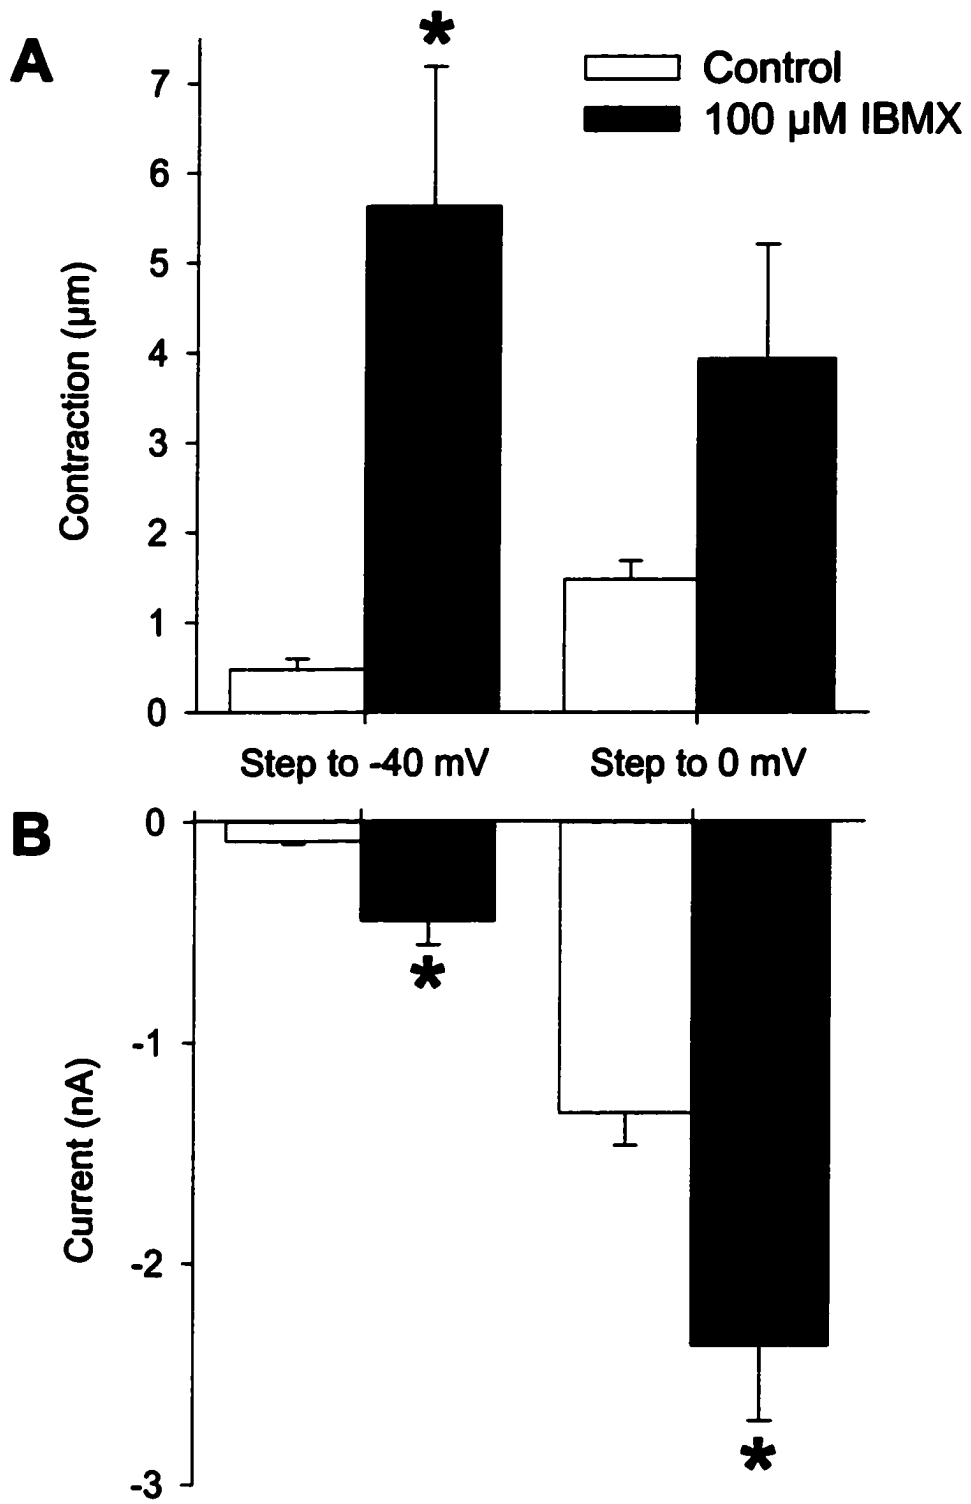 A
*
Control
100 µM IBMX
7
6
5
4
3
2
1
0
Contraction (µm)
Step to -40 mV
Step to 0 mV
B
0
-1
-2
-3
Current (nA)
*
*